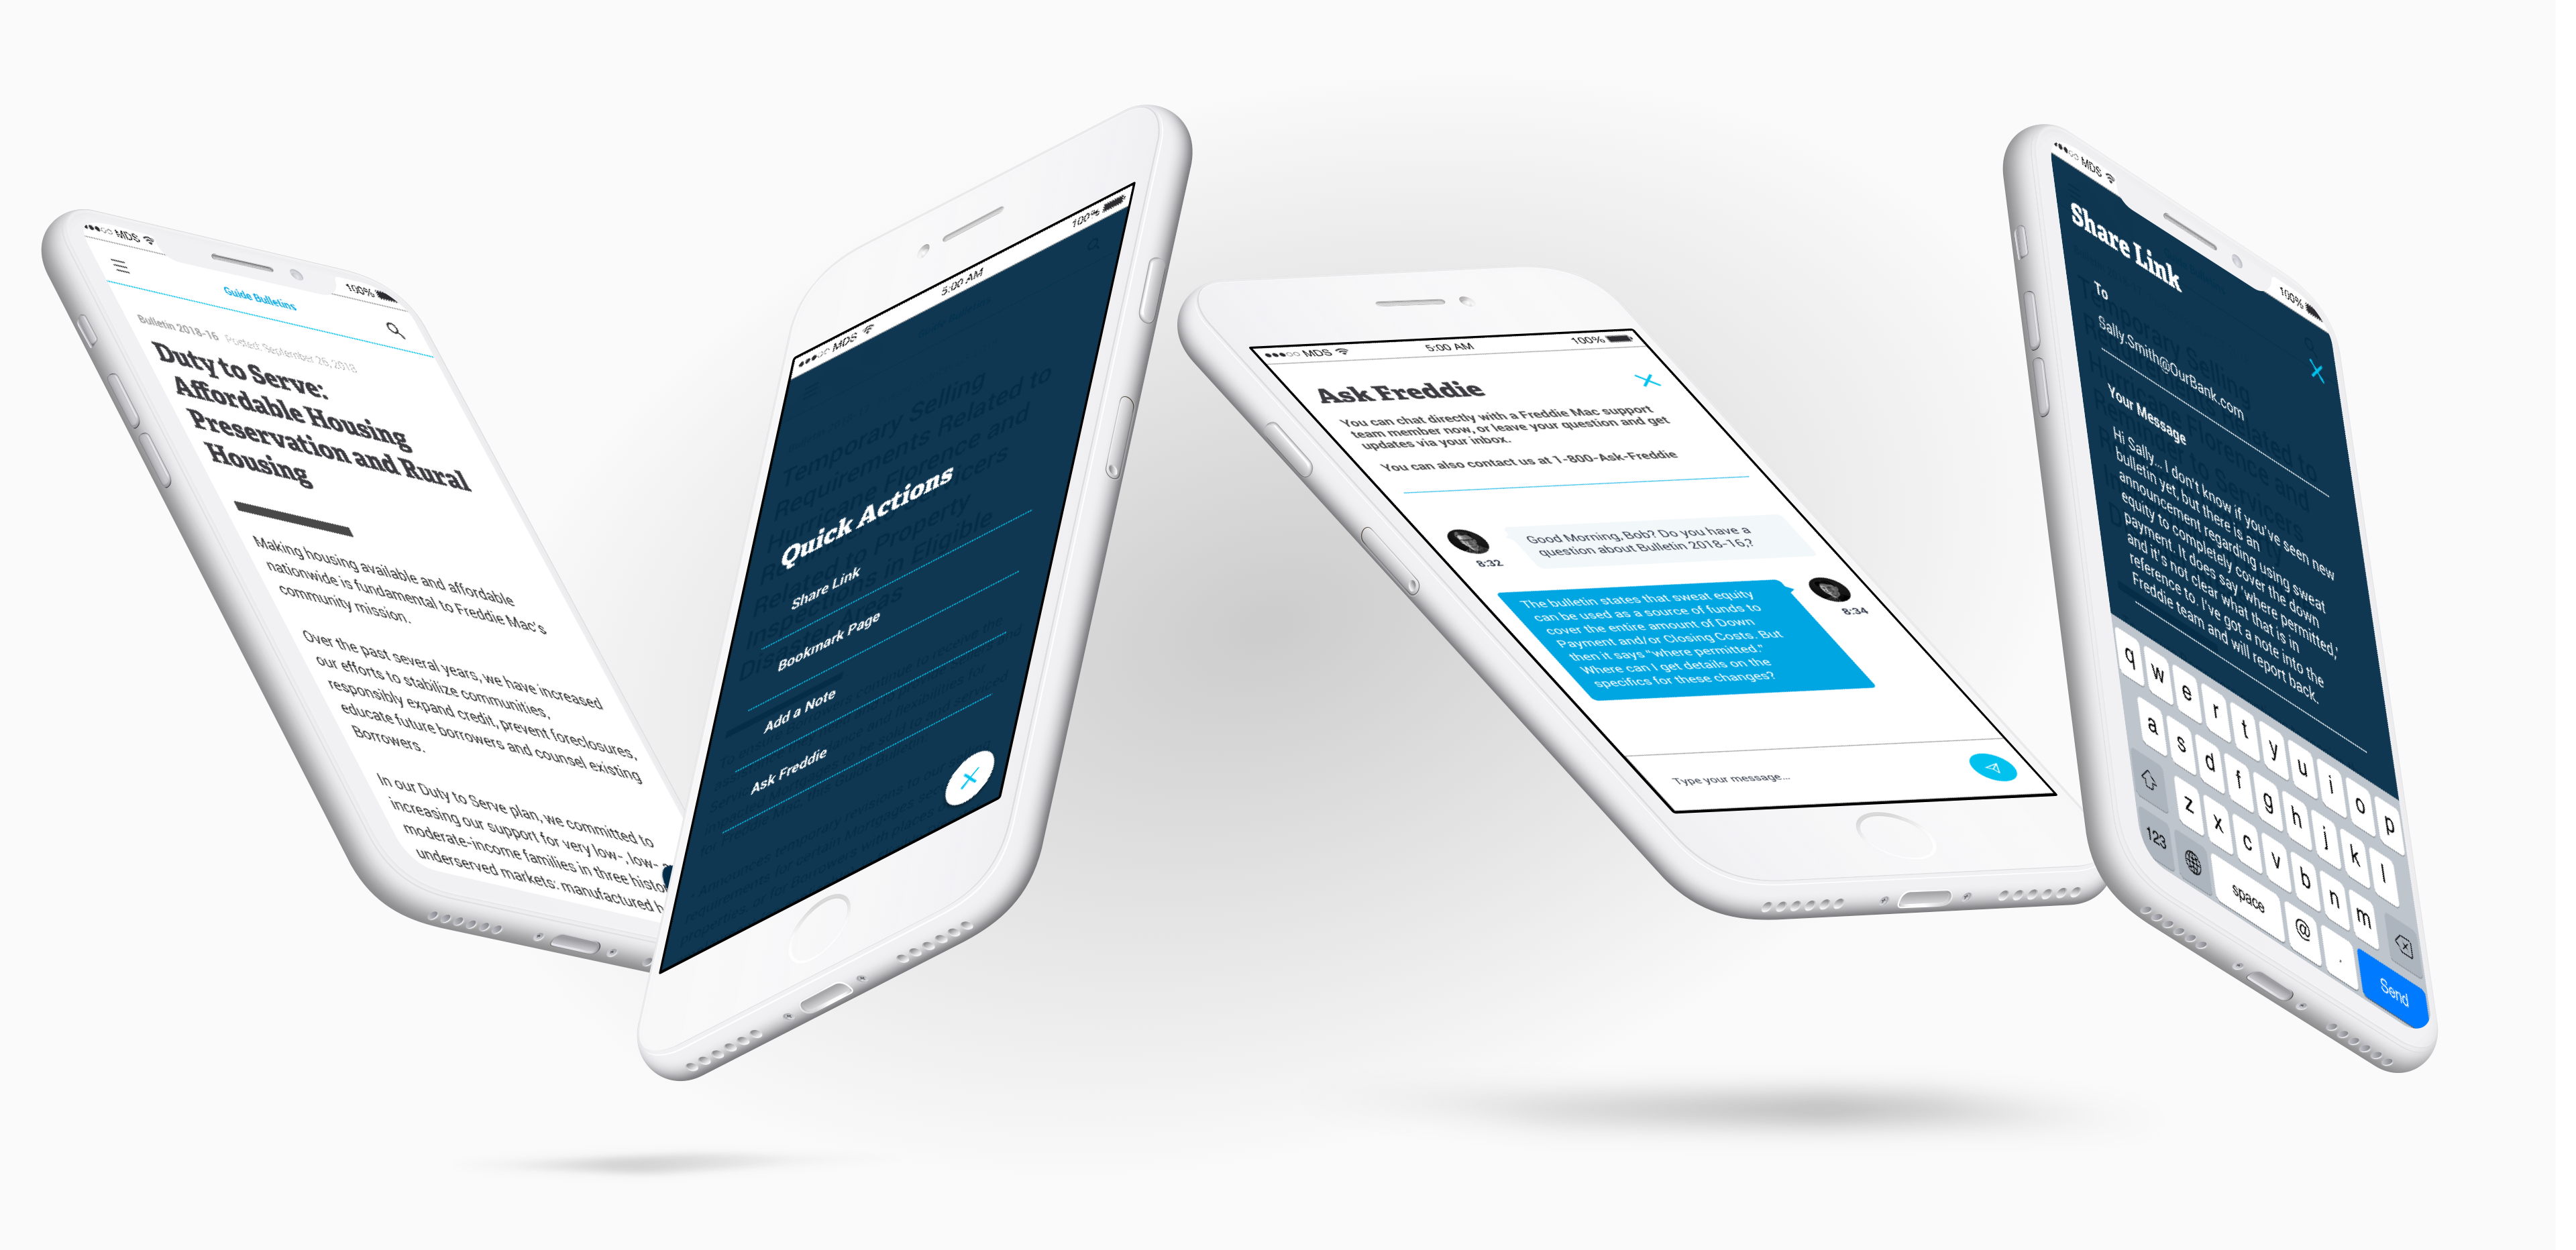 MDS
100%
Guide Bulletins
Bulletin 2018-16 Posted: September 26, 2018
Duty to Serve:
Affordable Housing
Preservation and Rural
Housing
Making housing available and affordable
nationwide is fundamental to Freddie Mac's
community mission.
Over the past several years, we have increased
our efforts to stabilize communities,
responsibly expand credit, prevent foreclosures,
educate future borrowers and counsel existing
Borrowers.
In our Duty to Serve plan, we committed to
increasing our support for very low-, low-
moderate-income families in three
underserved markets: manufactured
MDS 5:00 AM 100%
Temporary Selling
Requirements Related to
Hurricane Florence and
Related to Property
Inspections in Eligible
Disaster Areas
Quick Actions
Share Link
Bookmark Page
Add a Note
Ask Freddie
MDS 5:00 AM 100%
Ask Freddie
You can chat directly with a Freddie Mac support
team member now, or leave your question and get
updates via your inbox.
You can also contact us at 1-800-Ask-Freddie
Good Morning, Bob? Do you have a
question about Bulletin 2018-16,?
8:32
The bulletin states that sweat equity
can be used as a source of funds to
cover the entire amount of Down
Payment and/or Closing Costs. But
then it says "where permitted."
Where can I get details on the
specifics for these changes?
8:34
Type your message...
MDS
100%
Share Link
To
Sally.Smith@OurBank.com
Your Message
Hi Sally... I don't know if you've seen new
bulletin yet, but there is an
announcement regarding using sweat
equity to completely cover the down
payment. It does say 'where permitted,'
and it's not clear what that is in
reference to. I've got a note into the
Freddie team and will report back.
q w e r t y u i o p
a s d f g h j k l
z x c v b n m
123 space @ . Send